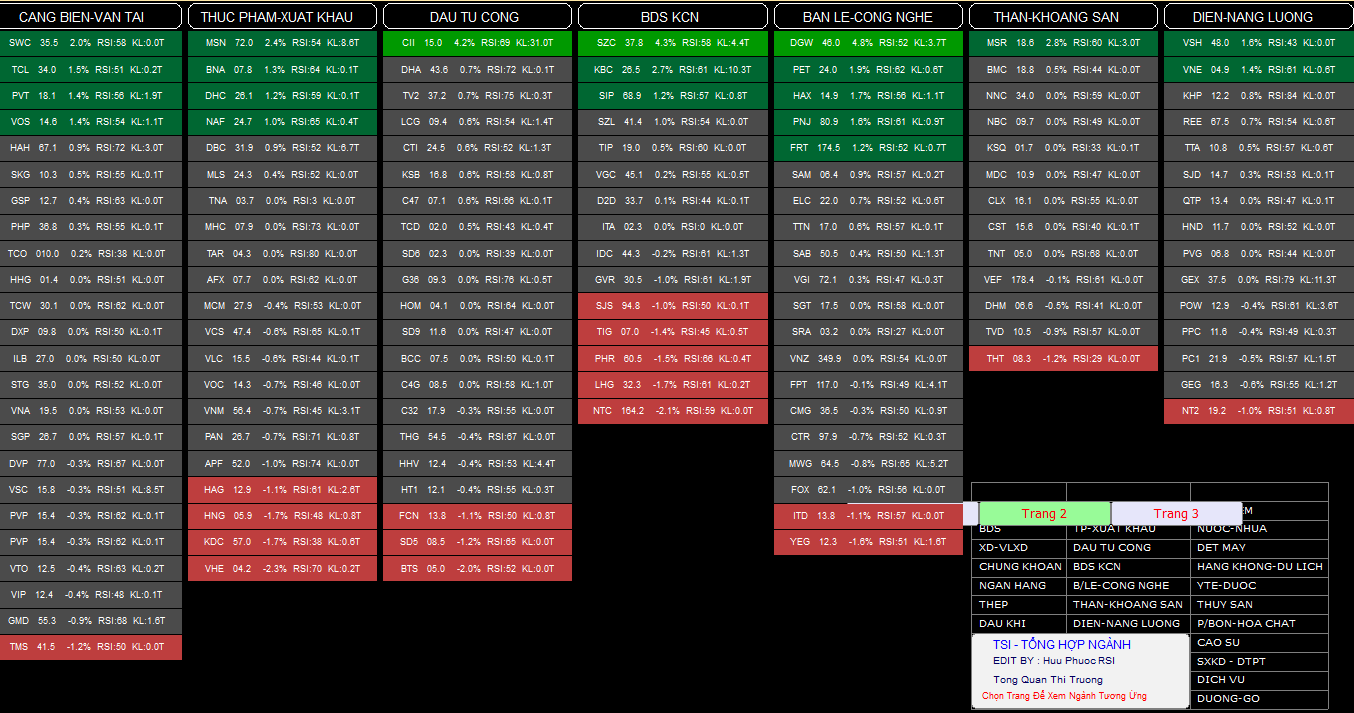 CANG BIEN-VAN TAI
SWC 35.5 2.0% RSI:58 KL:0.0T
TCL 34.0 1.5% RSI:51 KL:0.2T
PVT 18.1 1.4% RSI:56 KL:1.9T
VOS 14.6 1.4% RSI:54 KL:1.1T
HAH 67.1 0.9% RSI:72 KL:3.0T
SKG 10.3 0.5% RSI:55 KL:0.1T
GSP 12.7 0.4% RSI:63 KL:0.0T
PHP 36.8 0.3% RSI:55 KL:0.1T
TCO 010.0 0.2% RSI:38 KL:0.0T
HHG 01.4 0.0% RSI:51 KL:0.0T
TCW 30.1 0.0% RSI:62 KL:0.0T
DXP 09.8 0.0% RSI:50 KL:0.1T
ILB 27.0 0.0% RSI:50 KL:0.0T
STG 35.0 0.0% RSI:52 KL:0.0T
VNA 19.5 0.0% RSI:53 KL:0.0T
SGP 26.7 0.0% RSI:57 KL:0.1T
DVP 77.0 -0.3% RSI:67 KL:0.0T
VSC 15.8 -0.3% RSI:51 KL:8.5T
PVP 15.4 -0.3% RSI:62 KL:0.1T
PVP 15.4 -0.3% RSI:62 KL:0.1T
VTO 12.5 -0.4% RSI:63 KL:0.2T
VIP 12.4 -0.4% RSI:48 KL:0.1T
GMD 55.3 -0.9% RSI:68 KL:1.6T
TMS 41.5 -1.2% RSI:50 KL:0.0T
THUC PHAM-XUAT KHAU
MSN 72.0 2.4% RSI:54 KL:8.6T
BNA 07.8 1.3% RSI:64 KL:0.1T
DHC 26.1 1.2% RSI:59 KL:0.1T
NAF 24.7 1.0% RSI:65 KL:0.4T
DBC 31.9 0.9% RSI:52 KL:6.7T
MLS 24.3 0.4% RSI:52 KL:0.0T
TNA 03.7 0.0% RSI:3 KL:0.0T
MHC 07.9 0.0% RSI:73 KL:0.0T
TAR 04.3 0.0% RSI:80 KL:0.0T
AFX 07.7 0.0% RSI:62 KL:0.0T
MCM 27.9 -0.4% RSI:53 KL:0.0T
VCS 47.4 -0.6% RSI:65 KL:0.1T
VLC 15.5 -0.6% RSI:44 KL:0.1T
VOC 14.3 -0.7% RSI:46 KL:0.0T
VNM 56.4 -0.7% RSI:45 KL:3.1T
PAN 26.7 -0.7% RSI:71 KL:0.8T
APF 52.0 -1.0% RSI:74 KL:0.0T
HAG 12.9 -1.1% RSI:61 KL:2.6T
HNG 05.9 -1.7% RSI:48 KL:0.8T
KDC 57.0 -1.7% RSI:38 KL:0.6T
VHE 04.2 -2.3% RSI:70 KL:0.2T
DAU TU CONG
CII 15.0 4.2% RSI:69 KL:31.0T
DHA 43.6 0.7% RSI:72 KL:0.1T
TV2 37.2 0.7% RSI:75 KL:0.3T
LCG 09.4 0.6% RSI:54 KL:1.4T
CTI 24.5 0.6% RSI:52 KL:1.3T
KSB 16.8 0.6% RSI:58 KL:0.8T
C47 07.1 0.6% RSI:66 KL:0.1T
TCD 02.0 0.5% RSI:43 KL:0.4T
SD6 02.3 0.0% RSI:39 KL:0.0T
G36 09.3 0.0% RSI:76 KL:0.5T
HOM 04.1 0.0% RSI:64 KL:0.0T
SD9 11.6 0.0% RSI:47 KL:0.0T
BCC 07.5 0.0% RSI:50 KL:0.1T
C4G 08.5 0.0% RSI:58 KL:1.0T
C32 17.9 -0.3% RSI:55 KL:0.0T
THG 54.5 -0.4% RSI:67 KL:0.0T
HHV 12.4 -0.4% RSI:53 KL:4.4T
HT1 12.1 -0.4% RSI:55 KL:0.3T
FCN 13.8 -1.1% RSI:50 KL:0.8T
SD5 08.5 -1.2% RSI:65 KL:0.0T
BTS 05.0 -2.0% RSI:52 KL:0.0T
BDS KCN
SZC 37.8 4.3% RSI:58 KL:4.4T
KBC 26.5 2.7% RSI:61 KL:10.3T
SIP 68.9 1.2% RSI:57 KL:0.8T
SZL 41.4 1.0% RSI:54 KL:0.0T
TIP 19.0 0.5% RSI:60 KL:0.0T
VGC 45.1 0.2% RSI:55 KL:0.5T
D2D 33.7 0.1% RSI:44 KL:0.1T
ITA 02.3 0.0% RSI:0 KL:0.0T
IDC 44.3 -0.2% RSI:61 KL:1.3T
GVR 30.5 -1.0% RSI:61 KL:1.9T
SJS 94.8 -1.0% RSI:50 KL:0.1T
TIG 07.0 -1.4% RSI:45 KL:0.5T
PHR 60.5 -1.5% RSI:66 KL:0.4T
LHG 32.3 -1.7% RSI:61 KL:0.2T
NTC 164.2 -2.1% RSI:59 KL:0.0T
BAN LE-CONG NGHE
DGW 46.0 4.8% RSI:52 KL:3.7T
PET 24.0 1.9% RSI:62 KL:0.6T
HAX 14.9 1.7% RSI:56 KL:1.1T
PNJ 80.9 1.6% RSI:61 KL:0.9T
FRT 174.5 1.2% RSI:52 KL:0.7T
SAM 06.4 0.9% RSI:57 KL:0.2T
ELC 22.0 0.7% RSI:52 KL:0.6T
TTN 17.0 0.6% RSI:57 KL:0.1T
SAB 50.5 0.4% RSI:50 KL:1.3T
VGI 72.1 0.3% RSI:47 KL:0.3T
SGT 17.5 0.0% RSI:58 KL:0.0T
SRA 03.2 0.0% RSI:27 KL:0.0T
VNZ 349.9 0.0% RSI:54 KL:0.0T
FPT 117.0 -0.1% RSI:49 KL:4.1T
CMG 36.5 -0.3% RSI:50 KL:0.9T
CTR 97.9 -0.7% RSI:52 KL:0.3T
MWG 64.5 -0.8% RSI:65 KL:5.2T
FOX 62.1 -1.0% RSI:56 KL:0.0T
ITD 13.8 -1.1% RSI:57 KL:0.0T
YEG 12.3 -1.6% RSI:51 KL:1.6T
THAN-KHOANG SAN
MSR 18.6 2.8% RSI:60 KL:3.0T
BMC 18.8 0.5% RSI:44 KL:0.0T
NNC 34.0 0.0% RSI:59 KL:0.0T
NBC 09.7 0.0% RSI:49 KL:0.0T
KSQ 01.7 0.0% RSI:33 KL:0.1T
MDC 10.9 0.0% RSI:47 KL:0.0T
CLX 16.1 0.0% RSI:55 KL:0.0T
CST 15.6 0.0% RSI:40 KL:0.1T
TNT 05.0 0.0% RSI:68 KL:0.0T
VEF 178.4 -0.1% RSI:61 KL:0.0T
DHM 06.6 -0.5% RSI:41 KL:0.0T
TVD 10.5 -0.9% RSI:57 KL:0.0T
THT 08.3 -1.2% RSI:29 KL:0.0T
DIEN-NANG LUONG
VSH 48.0 1.6% RSI:43 KL:0.0T
VNE 04.9 1.4% RSI:61 KL:0.6T
KHP 12.2 0.8% RSI:84 KL:0.0T
REE 67.5 0.7% RSI:54 KL:0.6T
TTA 10.8 0.5% RSI:57 KL:0.6T
SJD 14.7 0.3% RSI:53 KL:0.1T
QTP 13.4 0.0% RSI:47 KL:0.1T
HND 11.7 0.0% RSI:52 KL:0.0T
PVG 06.8 0.0% RSI:44 KL:0.0T
GEX 37.5 0.0% RSI:79 KL:11.3T
POW 12.9 -0.4% RSI:61 KL:3.6T
PPC 11.6 -0.4% RSI:49 KL:0.3T
PC1 21.9 -0.5% RSI:57 KL:1.5T
GEG 16.3 -0.6% RSI:55 KL:1.2T
NT2 19.2 -1.0% RSI:51 KL:0.8T
Trang 2
Trang 3
EM
BDS TP-XUAT KHAU NUOC-NHUA
XD-VLXD DAU TU CONG DET MAY
CHUNG KHOAN BDS KCN HANG KHONG-DU LICH
NGAN HANG B/LE-CONG NGHE YTE-DUOC
THEP THAN-KHOANG SAN THUY SAN
DAU KHI DIEN-NANG LUONG P/BON-HOA CHAT
CAO SU
SXKD - DTPT
DICH VU
DUONG-GO
TSI - TỔNG HỢP NGÀNH
EDIT BY : Huu Phuoc RSI
Tong Quan Thi Truong
Chọn Trang Để Xem Ngành Tương Ứng